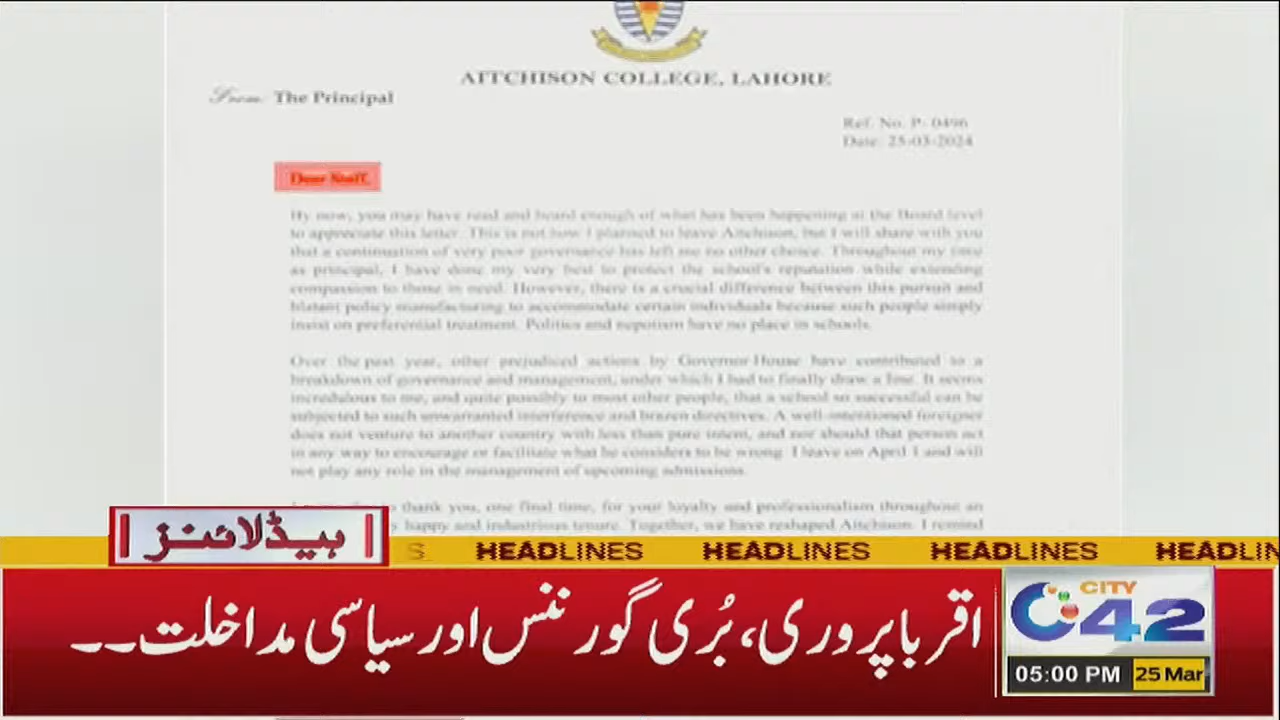 AITCHISON COLLEGE, LAHORE
From: The Principal
Ref. No. P- 0496
Date: 25-03-2024
Dear Staff,
By now, you may have read and heard enough of what has been happening at the Board level
to appreciate this letter. This is not how I planned to leave Aitchison, but I will share with you
that a continuation of very poor governance has left me no other choice. Throughout my time
as principal, I have done my very best to protect the school's reputation while extending
compassion to those in need. However, there is a crucial difference between this pursuit and
blatant policy manufacturing to accommodate certain individuals because such people simply
insist on preferential treatment. Politics and nepotism have no place in schools.
Over the past year, other prejudiced actions by Governor House have contributed to a
breakdown of governance and management, under which I had to finally draw a line. It seems
incredulous to me, and quite possibly to most other people, that a school so successful can be
subjected to such unwarranted interference and brazen directives. A well-intentioned foreigner
does not venture to another country with less than pure intent, and nor should that person act
in any way to encourage or facilitate what he considers to be wrong. I leave on April 1 and will
not play any role in the management of upcoming admissions.
to thank you, one final time, for your loyalty and professionalism throughout an
happy and industrious tenure. Together, we have reshaped Aitchison. I remind
ہیڈلائنز
S HEADLINES HEADLINES HEADLINES HEADLIN
اقرباپروری، بُری گورننس اور سیاسی مداخلت۔۔
CITY
42
05:00 PM 25 Mar